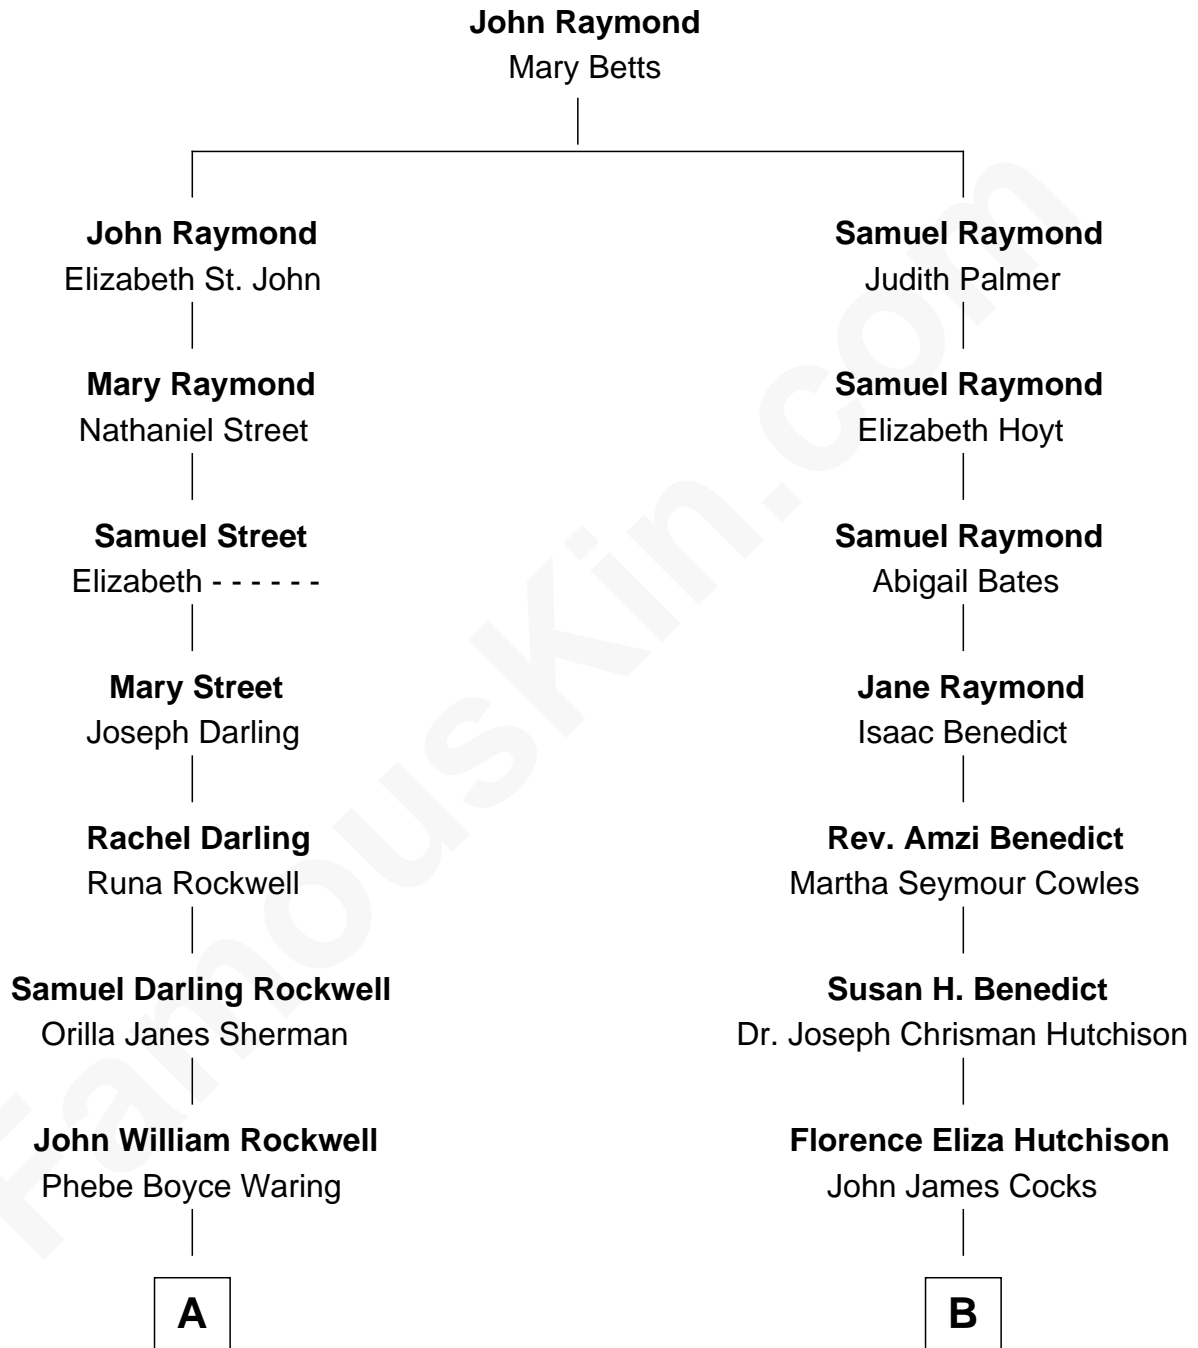 John Raymond
Mary Betts
John Raymond
Elizabeth St. John
Samuel Raymond
Judith Palmer
Mary Raymond
Nathaniel Street
Samuel Raymond
Elizabeth Hoyt
Samuel Street
Elizabeth - - - - - -
Samuel Raymond
Abigail Bates
Mary Street
Joseph Darling
Jane Raymond
Isaac Benedict
Rachel Darling
Runa Rockwell
Rev. Amzi Benedict
Martha Seymour Cowles
Samuel Darling Rockwell
Orilla Janes Sherman
Susan H. Benedict
Dr. Joseph Chrisman Hutchison
John William Rockwell
Phebe Boyce Waring
Florence Eliza Hutchison
John James Cocks
A
B
FamousKin.com